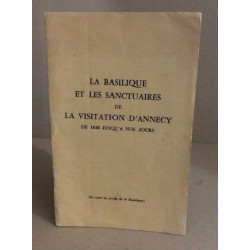 LA BASILIQUE
ET LES SANCTUAIRES
DE
LA VISITATION D'ANNECY
DE 1610 JUSQU'A NOS JOURS